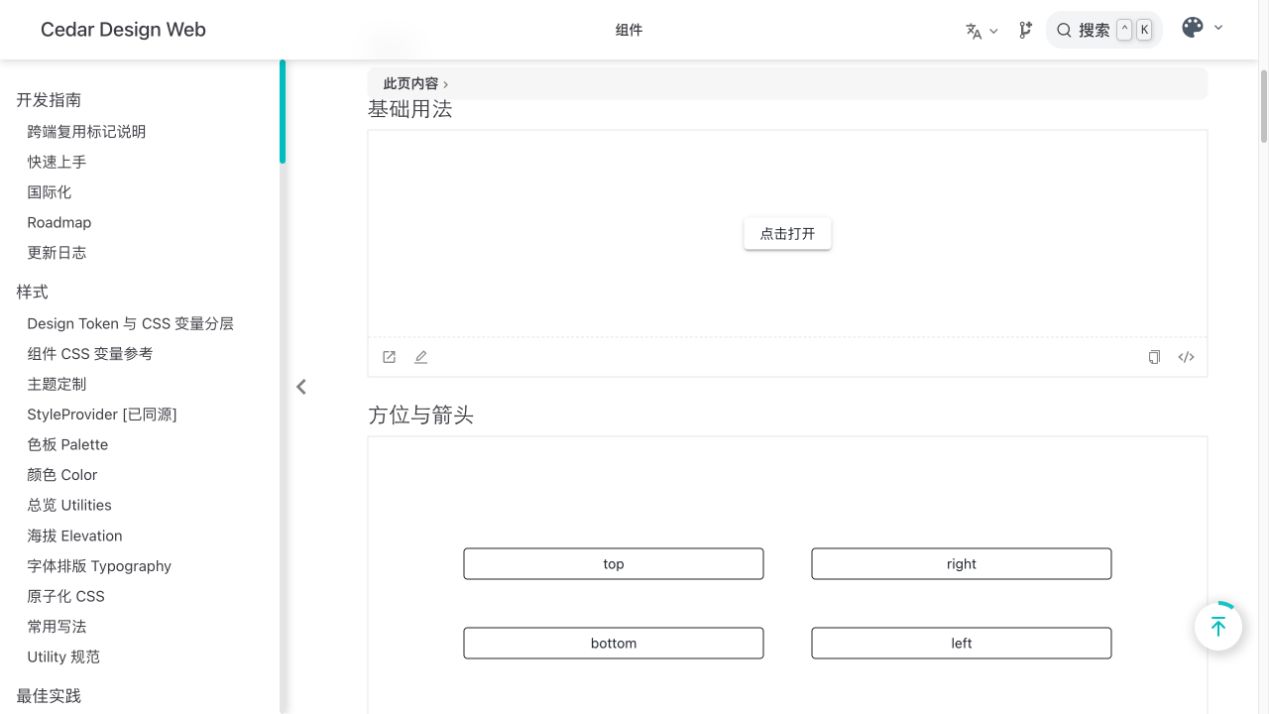 Cedar Design Web
组件
搜索 ^ K
开发指南
跨端复用标记说明
快速上手
国际化
Roadmap
更新日志
样式
Design Token 与 CSS 变量分层
组件 CSS 变量参考
主题定制
StyleProvider [已同源]
色板 Palette
颜色 Color
总览 Utilities
海拔 Elevation
字体排版 Typography
原子化 CSS
常用写法
Utility 规范
最佳实践
此页内容 ›
基础用法
点击打开
方位与箭头
top
right
bottom
left